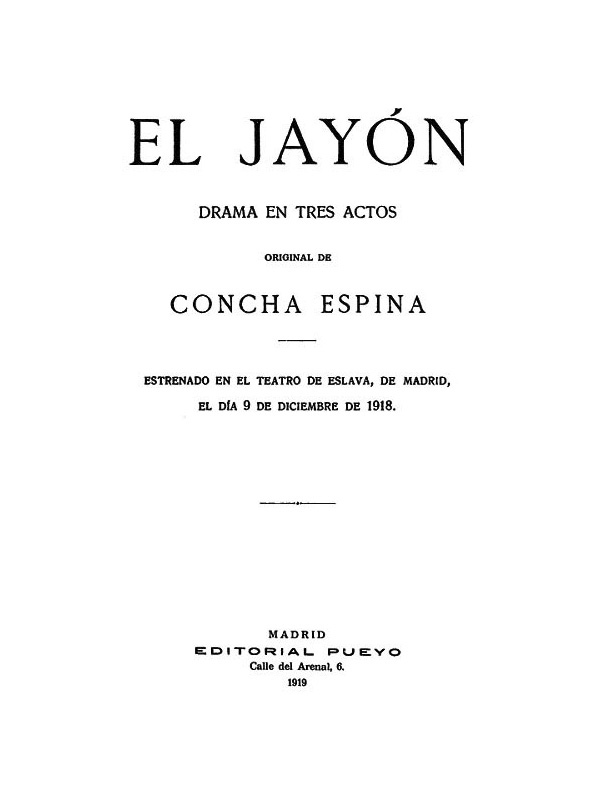 EL JAYÓN
DRAMA EN TRES ACTOS
ORIGINAL DE
CONCHA ESPINA
ESTRENADO EN EL TEATRO DE ESLAVA, DE MADRID,
EL DÍA 9 DE DICIEMBRE DE 1918.
MADRID
EDITORIAL PUEYO
Calle del Arenal, 6.
1919